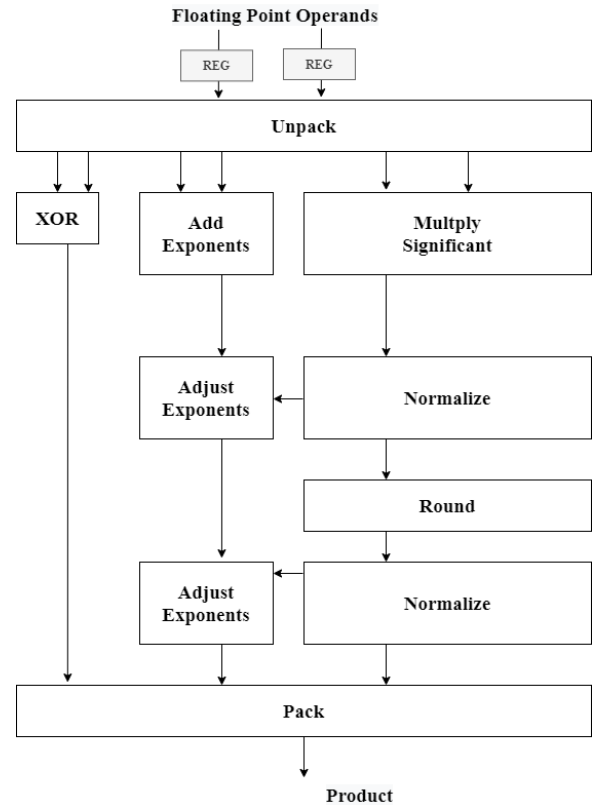 Floating Point Operands
REG
REG
Unpack
XOR
Add
Exponents
Multply
Significant
Adjust
Exponents
Normalize
Round
Adjust
Exponents
Normalize
Pack
Product